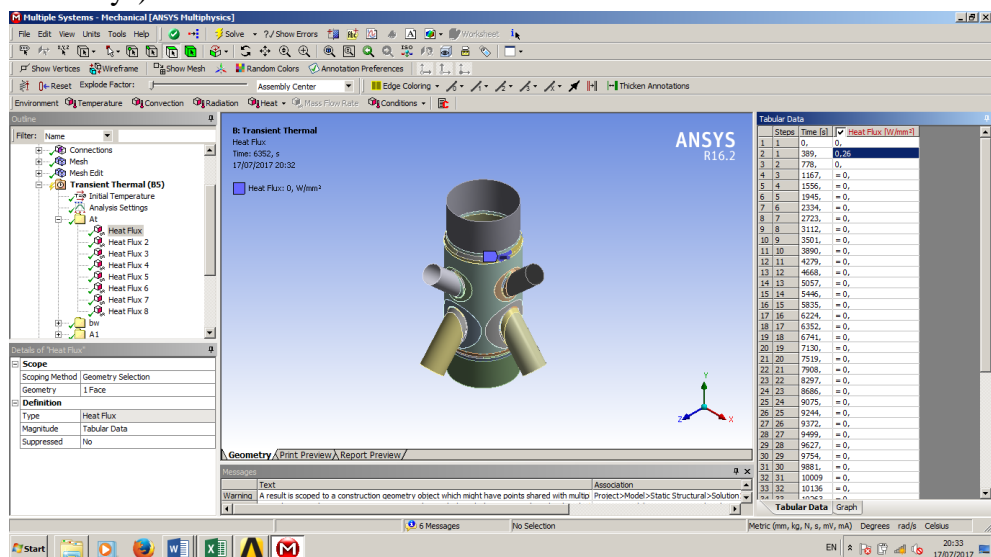 Multiple Systems - Mechanical [ANSYS Multiphysics]
File Edit View Units Tools Help Solve ?/Show Errors Worksheet
Show Vertices Wireframe Show Mesh Random Colors Annotation Preferences
Reset Explode Factor: Assembly Center Edge Coloring Thicken Annotations
Environment Temperature Convection Radiation Heat Mass Flow Rate Conditions
Outline
Filter: Name
Connections
Mesh
Mesh Edit
Transient Thermal (B5)
Initial Temperature
Analysis Settings
At
Heat Flux
Heat Flux 2
Heat Flux 3
Heat Flux 4
Heat Flux 5
Heat Flux 6
Heat Flux 7
Heat Flux 8
bw
A1
Details of "Heat Flux"
Scope
Scoping Method Geometry Selection
Geometry 1 Face
Definition
Type Heat Flux
Magnitude Tabular Data
Suppressed No
B: Transient Thermal
Heat Flux
Time: 6352, s
17/07/2017 20:32
Heat Flux: 0, W/mm²
ANSYS
R16.2
Y
Z X
Geometry Print Preview Report Preview
Messages
Text Association
Warning A result is scoped to a construction geometry object which might have points shared with multip Project>Model>Static Structural>Solution
Tabular Data
Steps Time [s] Heat Flux [W/mm²]
1 1 0, 0,
2 1 389, 0,26
3 2 778, 0,
4 3 1167, = 0,
5 4 1556, = 0,
6 5 1945, = 0,
7 6 2334, = 0,
8 7 2723, = 0,
9 8 3112, = 0,
10 9 3501, = 0,
11 10 3890, = 0,
12 11 4279, = 0,
13 12 4668, = 0,
14 13 5057, = 0,
15 14 5446, = 0,
16 15 5835, = 0,
17 16 6224, = 0,
18 17 6352, = 0,
19 18 6741, = 0,
20 19 7130, = 0,
21 20 7519, = 0,
22 21 7908, = 0,
23 22 8297, = 0,
24 23 8686, = 0,
25 24 9075, = 0,
26 25 9244, = 0,
27 26 9372, = 0,
28 27 9499, = 0,
29 28 9627, = 0,
30 29 9754, = 0,
31 30 9881, = 0,
32 31 10009 = 0,
33 32 10136 = 0,
34 33 10263 = 0,
Tabular Data Graph
6 Messages No Selection Metric (mm, kg, N, s, mV, mA) Degrees rad/s Celsius
Start EN 20:33
17/07/2017